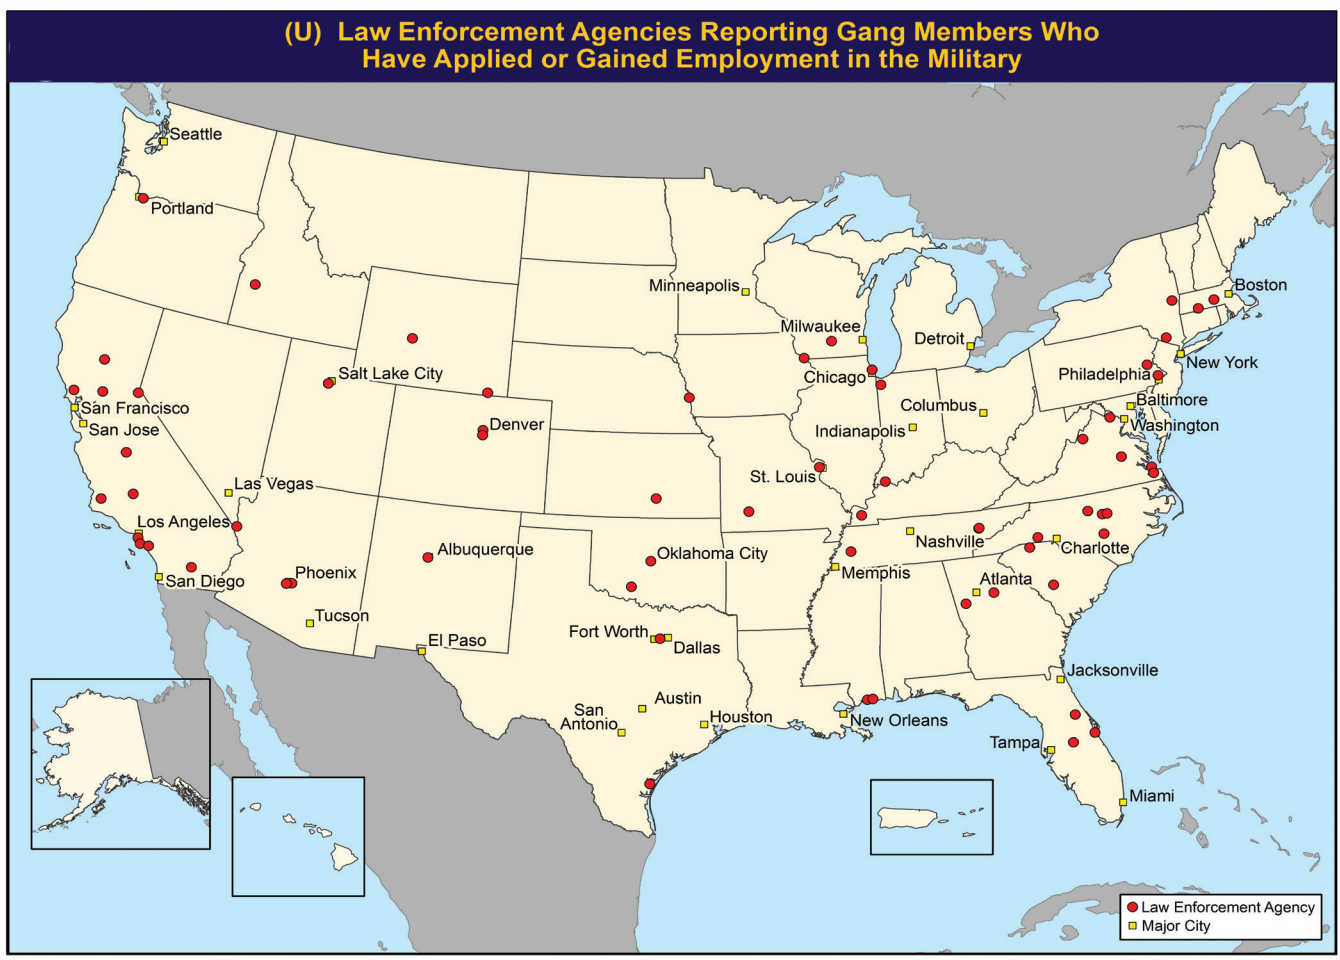 (U) Law Enforcement Agencies Reporting Gang Members Who
Have Applied or Gained Employment in the Military
Seattle
Portland
Minneapolis
Boston
Milwaukee
Detroit
New York
Salt Lake City
Chicago
Philadelphia
Baltimore
San Francisco
Columbus
Washington
San Jose
Denver
Indianapolis
St. Louis
Las Vegas
Los Angeles
Nashville
Charlotte
Albuquerque
Oklahoma City
Phoenix
San Diego
Memphis
Atlanta
Tucson
Fort Worth
El Paso
Dallas
Jacksonville
Austin
San
Antonio
Houston
New Orleans
Tampa
Miami
Law Enforcement Agency
Major City